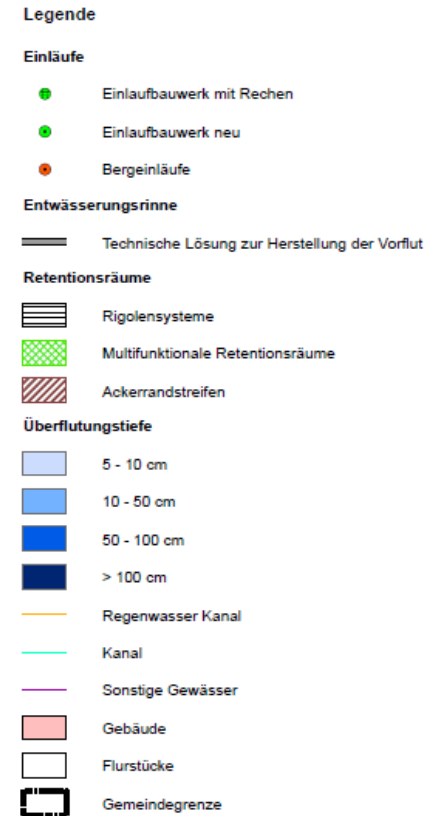 Legende
Einläufe
Einlaufbauwerk mit Rechen
Einlaufbauwerk neu
Bergeinläufe
Entwässerungsrinne
Technische Lösung zur Herstellung der Vorflut
Retentionsräume
Rigolensysteme
Multifunktionale Retentionsräume
Ackerrandstreifen
Überflutungstiefe
5 - 10 cm
10 - 50 cm
50 - 100 cm
> 100 cm
Regenwasser Kanal
Kanal
Sonstige Gewässer
Gebäude
Flurstücke
Gemeindegrenze